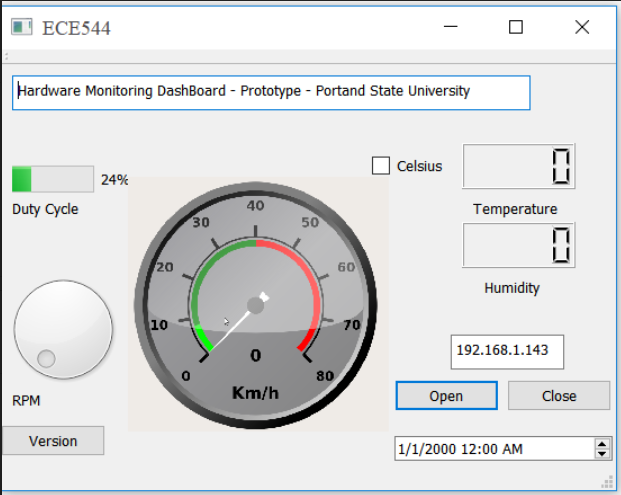 ECE544
Hardware Monitoring DashBoard - Prototype - Portand State University
24%
Duty Cycle
Celsius
0
Temperature
0
Humidity
40
30
50
20
60
10
70
0
0
80
Km/h
RPM
192.168.1.143
Open
Close
Version
1/1/2000 12:00 AM